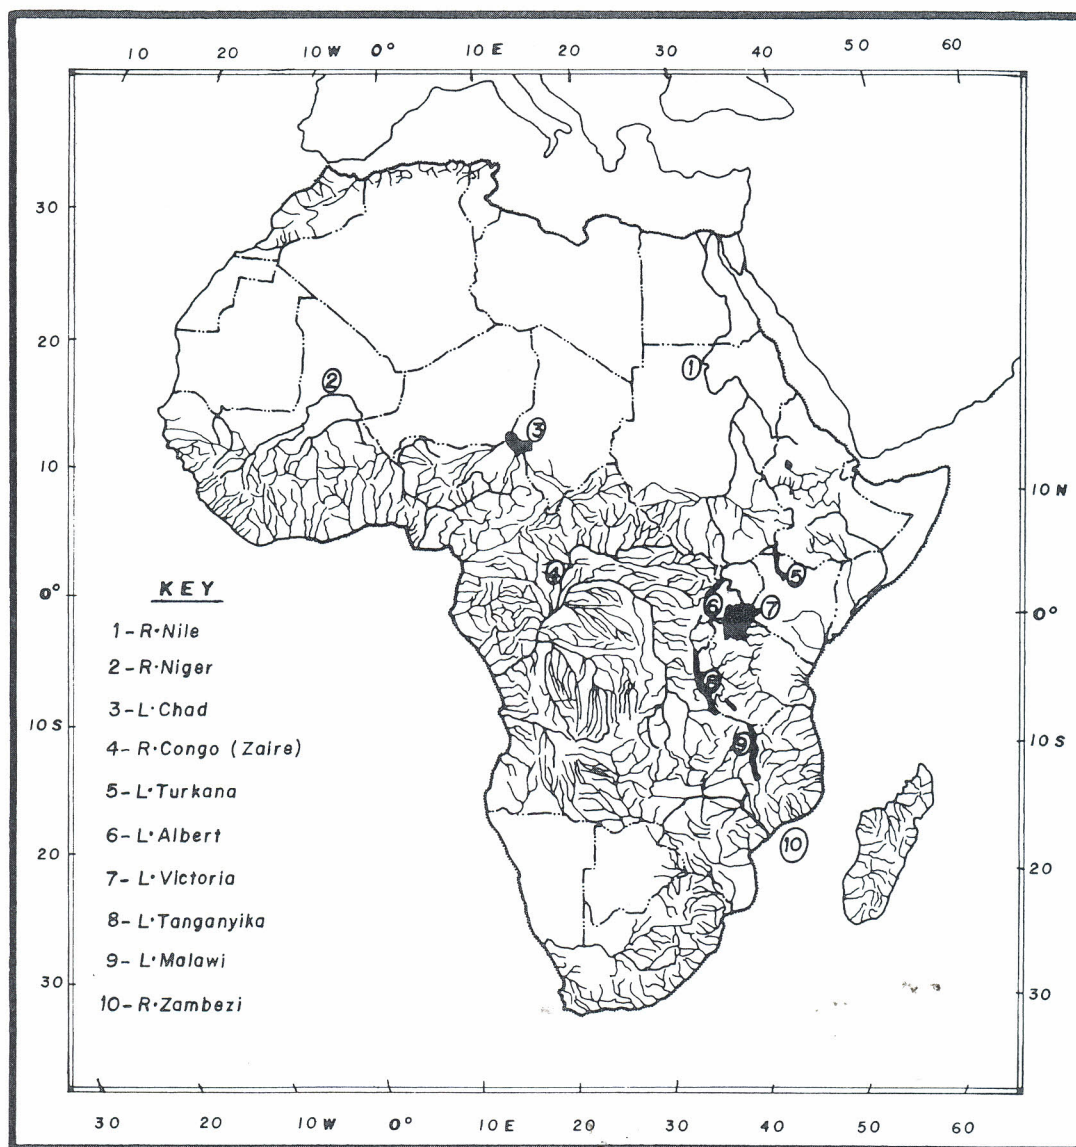 10 20 10 W 0° 10 E 20 30 40 50 60
30
20
10
0°
10 S
20
30
10 N
0°
10 S
20
30
1
2
3
4
5
6
7
8
9
10
KEY
1- R·Nile
2- R·Niger
3- L·Chad
4- R·Congo (Zaire)
5- L·Turkana
6- L·Albert
7- L·Victoria
8- L·Tanganyika
9- L·Malawi
10- R·Zambezi
30 20 10 W 0° 10 E 20 30 40 50 60